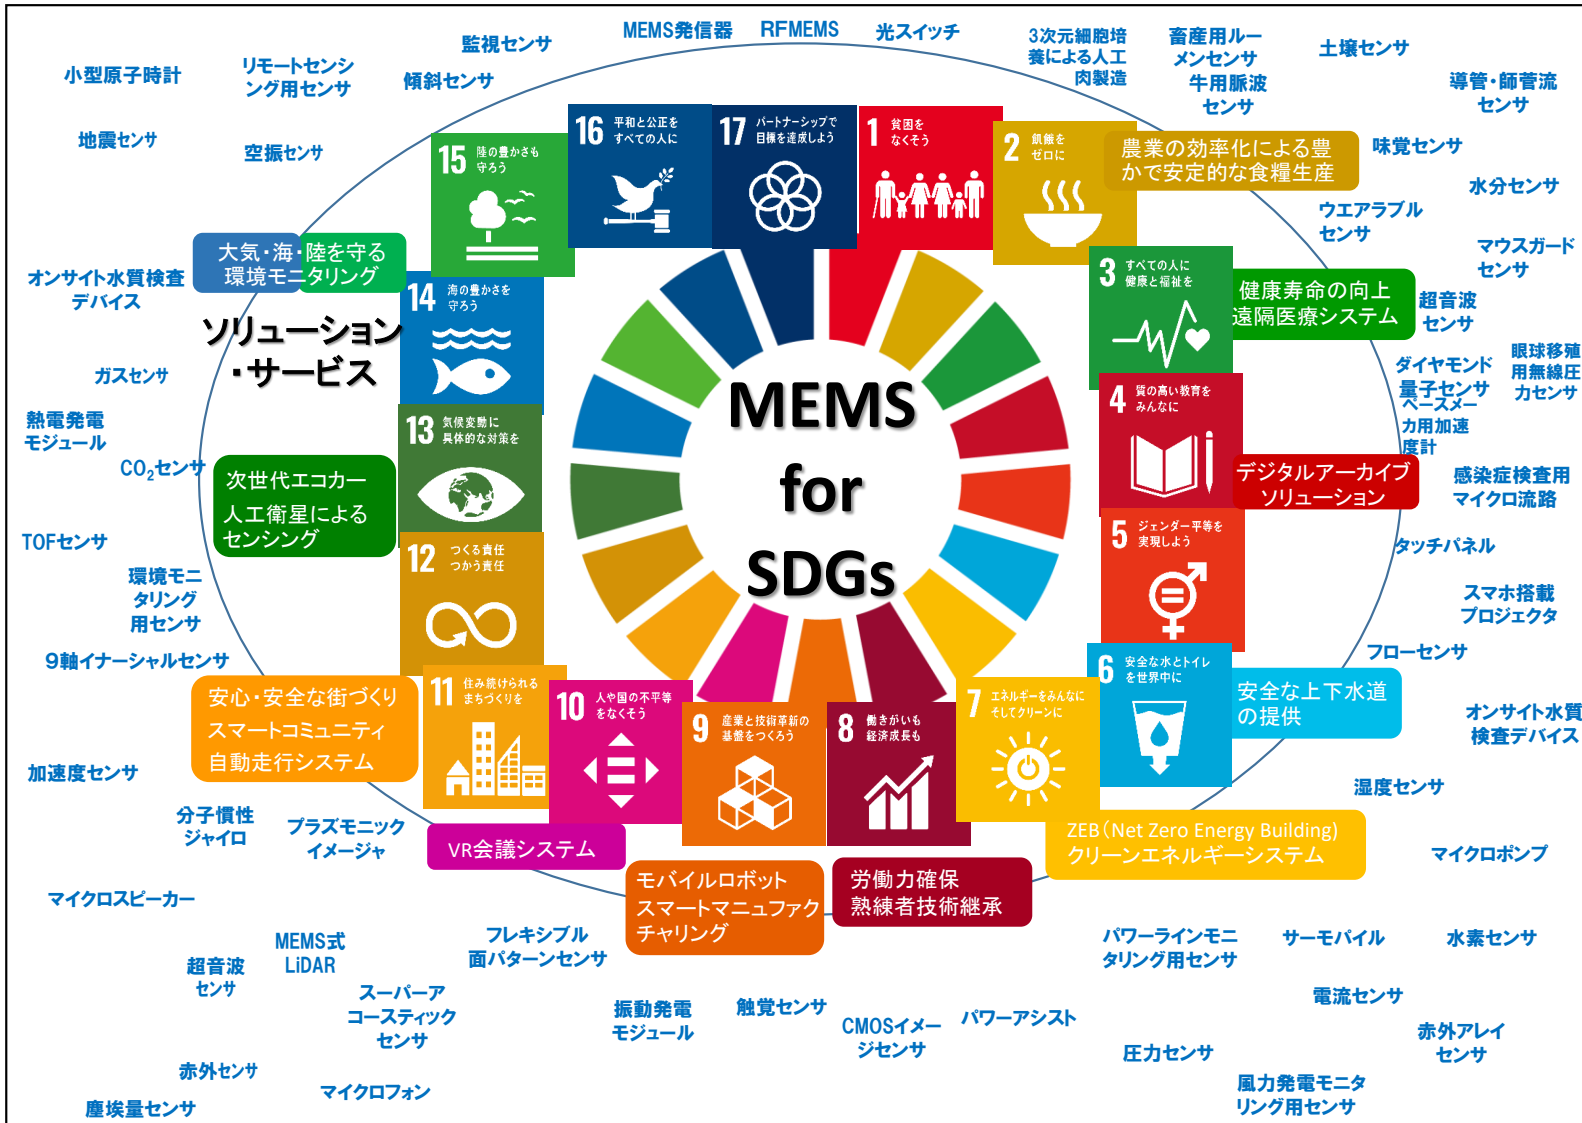 MEMS発信器
RFMEMS
光スイッチ
監視センサ
傾斜センサ
リモートセンシ
ング用センサ
小型原子時計
地震センサ
空振センサ
3次元細胞培
養による人工
肉製造
畜産用ルー
メンセンサ
牛用脈波
センサ
土壌センサ
導管・師菅流
センサ
味覚センサ
水分センサ
ウエアラブル
センサ
マウスガード
センサ
超音波
センサ
ダイヤモンド
量子センサ
眼球移殖
用無線圧
力センサ
ペースメー
カ用加速
度計
感染症検査用
マイクロ流路
タッチパネル
スマホ搭載
プロジェクタ
フローセンサ
オンサイト水質
検査デバイス
湿度センサ
マイクロポンプ
水素センサ
サーモパイル
パワーラインモニ
タリング用センサ
電流センサ
赤外アレイ
センサ
圧力センサ
風力発電モニタ
リング用センサ
パワーアシスト
CMOSイメー
ジセンサ
触覚センサ
振動発電
モジュール
フレキシブル
面パターンセンサ
スーパーア
コースティック
センサ
MEMS式
LiDAR
超音波
センサ
マイクロフォン
赤外センサ
塵埃量センサ
マイクロスピーカー
プラズモニック
イメージャ
分子慣性
ジャイロ
加速度センサ
9軸イナーシャルセンサ
環境モニ
タリング
用センサ
TOFセンサ
CO₂センサ
熱電発電
モジュール
ガスセンサ
オンサイト水質検査
デバイス
ソリューション
・サービス
大気・海・陸を守る
環境モニタリング
次世代エコカー
人工衛星による
センシング
安心・安全な街づくり
スマートコミュニティ
自動走行システム
VR会議システム
モバイルロボット
スマートマニュファク
チャリング
労働力確保
熟練者技術継承
ZEB(Net Zero Energy Building)
クリーンエネルギーシステム
安全な上下水道
の提供
デジタルアーカイブ
ソリューション
健康寿命の向上
遠隔医療システム
農業の効率化による豊
かで安定的な食糧生産
1 貧困を
なくそう
2 飢餓を
ゼロに
3 すべての人に
健康と福祉を
4 質の高い教育を
みんなに
5 ジェンダー平等を
実現しよう
6 安全な水とトイレ
を世界中に
7 エネルギーをみんなに
そしてクリーンに
8 働きがいも
経済成長も
9 産業と技術革新の
基盤をつくろう
10 人や国の不平等
をなくそう
11 住み続けられる
まちづくりを
12 つくる責任
つかう責任
13 気候変動に
具体的な対策を
14 海の豊かさを
守ろう
15 陸の豊かさも
守ろう
16 平和と公正を
すべての人に
17 パートナーシップで
目標を達成しよう
MEMS
for
SDGs